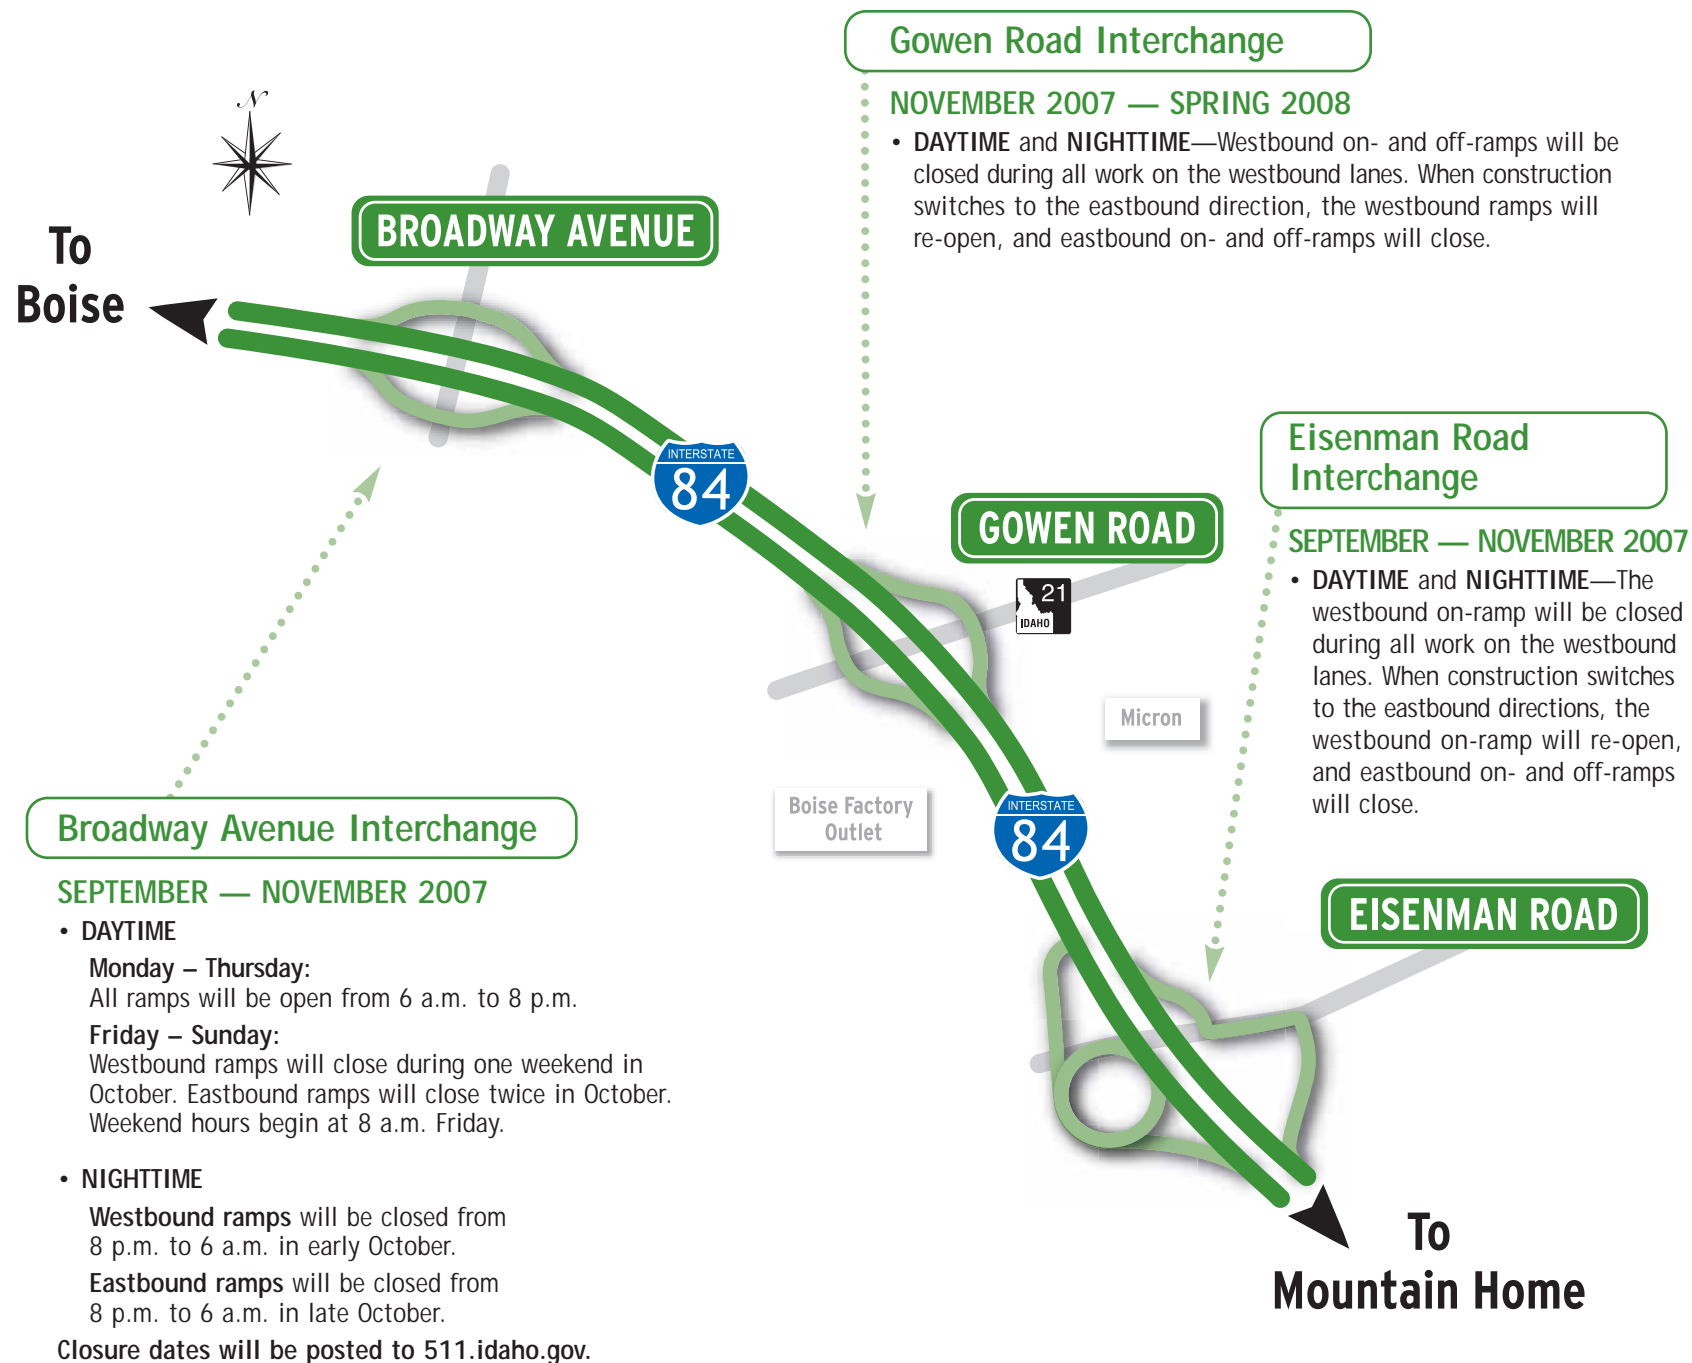 Gowen Road Interchange
NOVEMBER 2007 — SPRING 2008
• DAYTIME and NIGHTTIME—Westbound on- and off-ramps will be
closed during all work on the westbound lanes. When construction
switches to the eastbound direction, the westbound ramps will
re-open, and eastbound on- and off-ramps will close.
N
To
Boise
BROADWAY AVENUE
INTERSTATE
84
GOWEN ROAD
21
IDAHO
Eisenman Road
Interchange
SEPTEMBER — NOVEMBER 2007
• DAYTIME and NIGHTTIME—The
westbound on-ramp will be closed
during all work on the westbound
lanes. When construction switches
to the eastbound directions, the
westbound on-ramp will re-open,
and eastbound on- and off-ramps
will close.
Micron
Boise Factory
Outlet
INTERSTATE
84
EISENMAN ROAD
Broadway Avenue Interchange
SEPTEMBER — NOVEMBER 2007
• DAYTIME
Monday – Thursday:
All ramps will be open from 6 a.m. to 8 p.m.
Friday – Sunday:
Westbound ramps will close during one weekend in
October. Eastbound ramps will close twice in October.
Weekend hours begin at 8 a.m. Friday.
• NIGHTTIME
Westbound ramps will be closed from
8 p.m. to 6 a.m. in early October.
Eastbound ramps will be closed from
8 p.m. to 6 a.m. in late October.
Closure dates will be posted to 511.idaho.gov.
To
Mountain Home